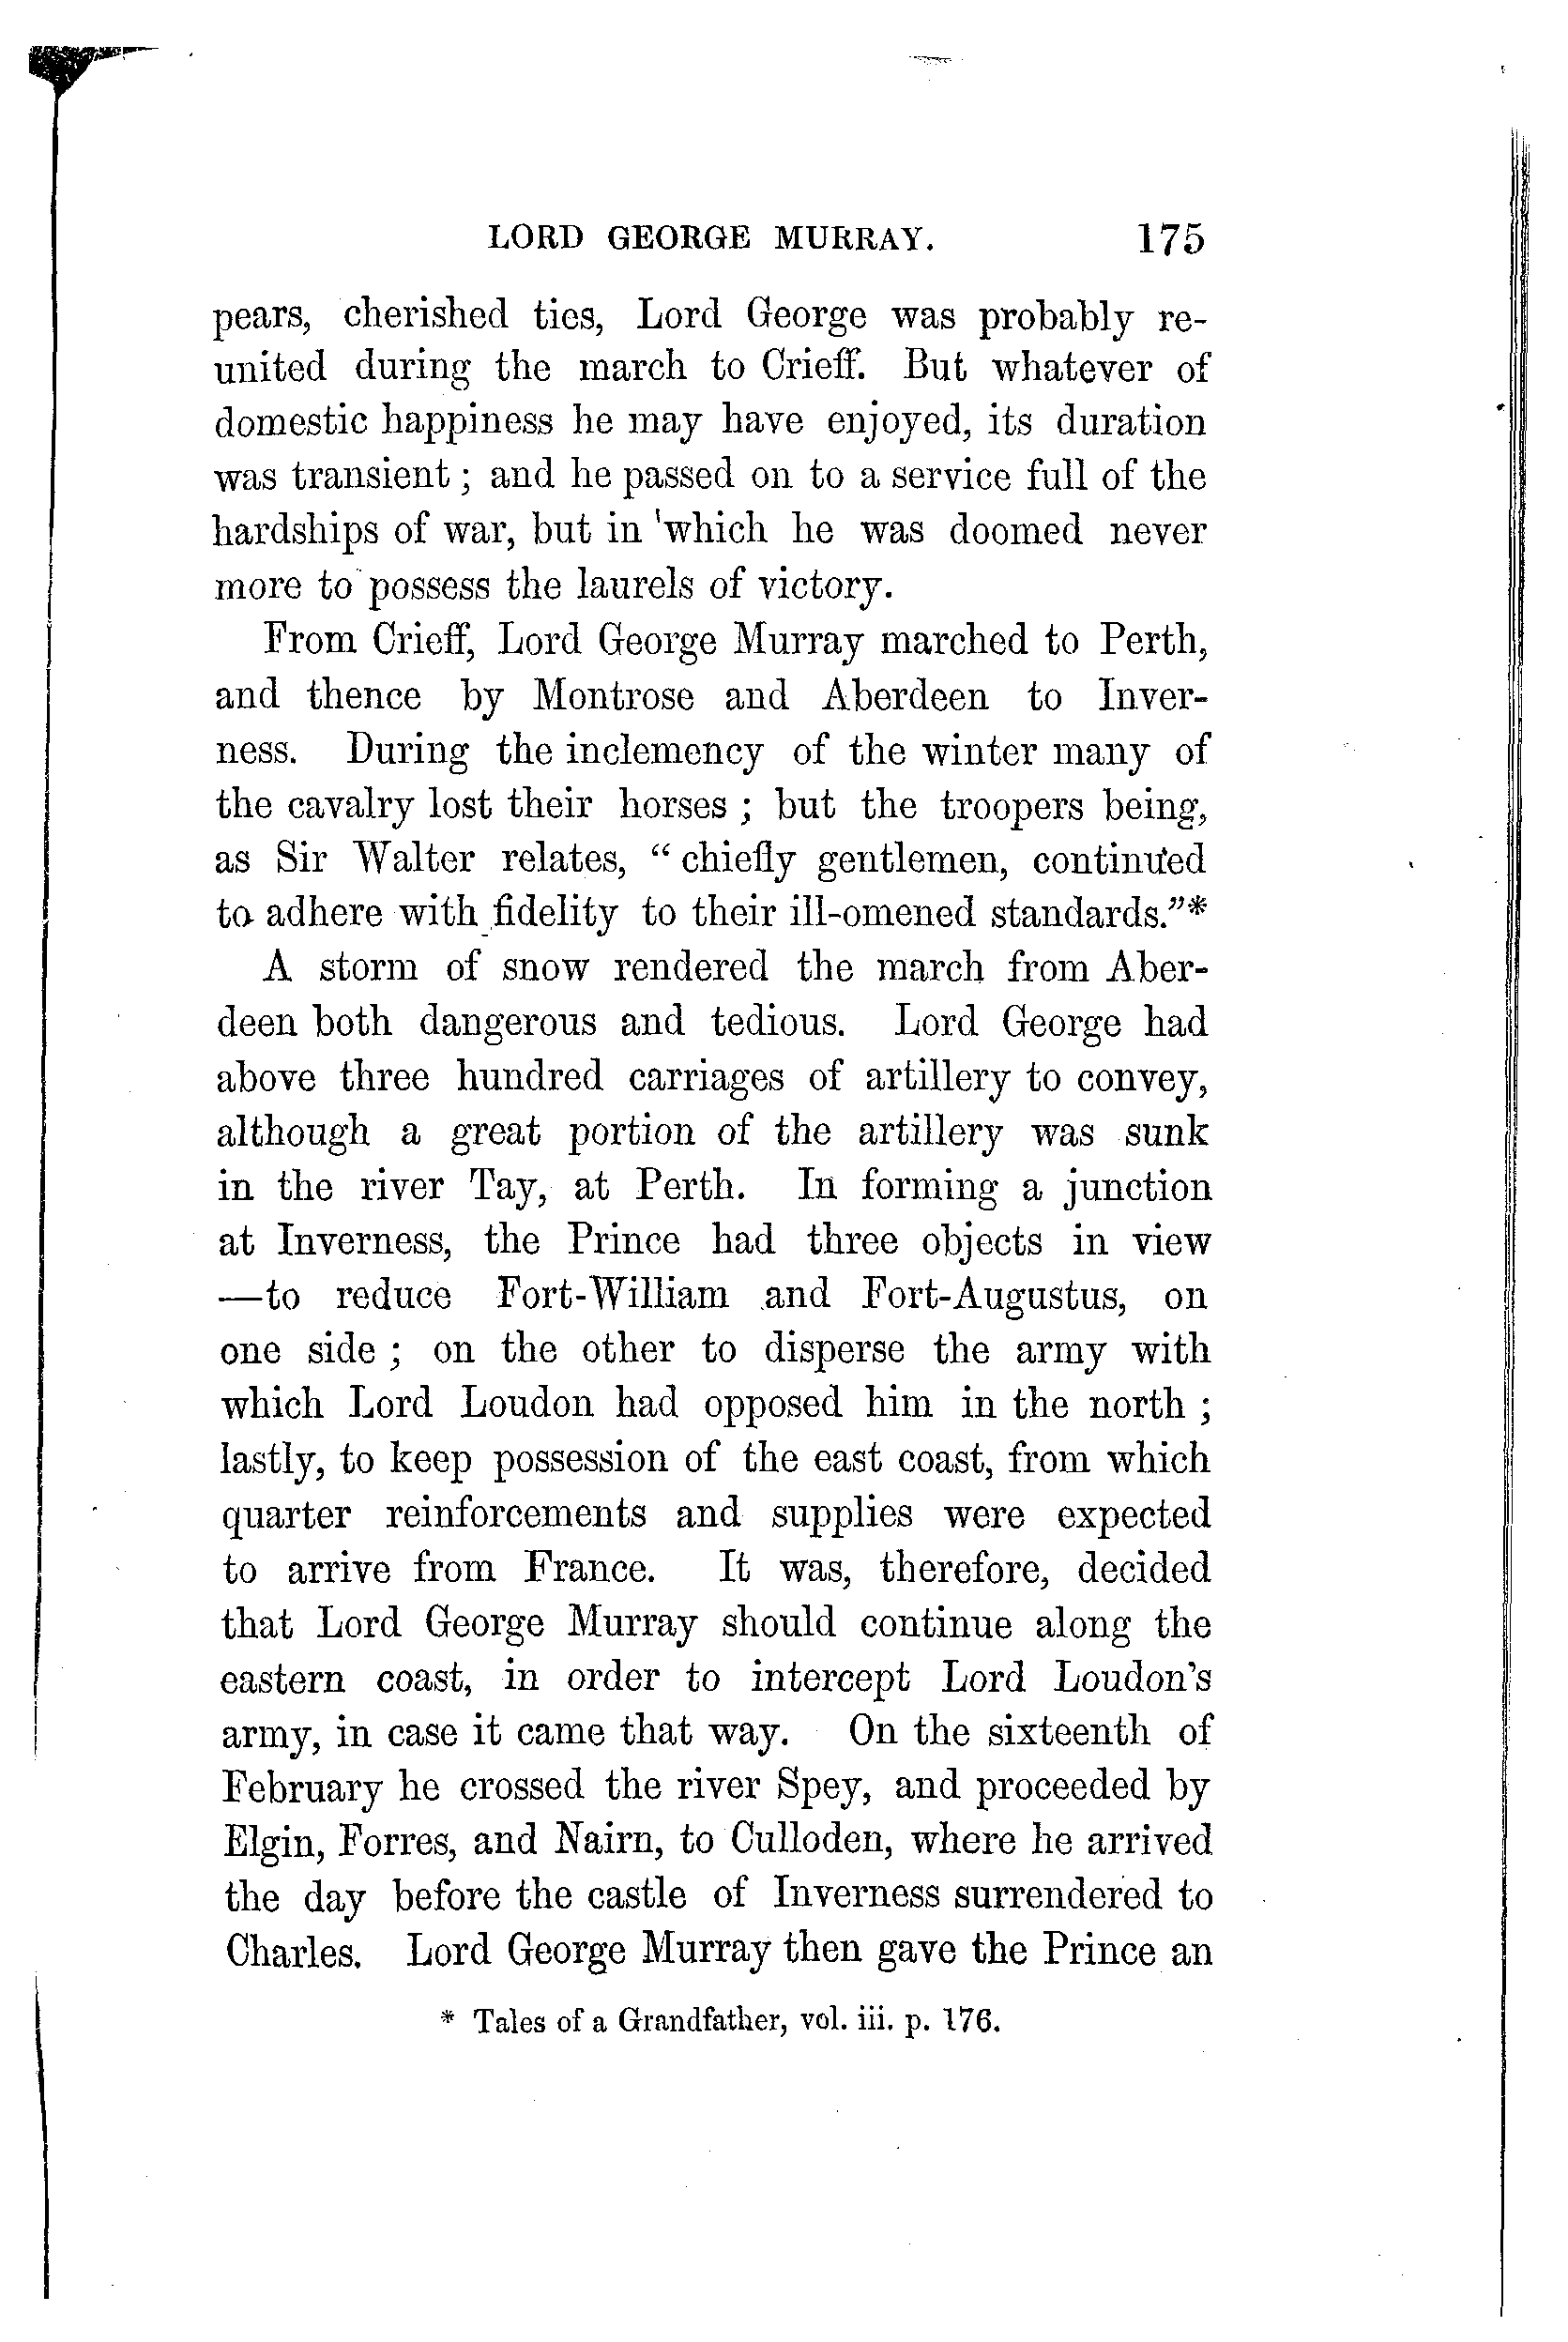 LORD GEORGE MURRAY. 175
pears, cherished ties, Lord George was probably re-
united during the march to Crieff. But whatever of
domestic happiness he may have enjoyed, its duration
was transient ; and he passed on to a service full of the
hardships of war, but in which he was doomed never
more to possess the laurels of victory.
From Crieff, Lord George Murray marched to Perth,
and thence by Montrose and Aberdeen to Inver-
ness. During the inclemency of the winter many of
the cavalry lost their horses ; but the troopers being,
as Sir Walter relates, “ chiefly gentlemen, continued
to adhere with fidelity to their ill-omened standards.”*
A storm of snow rendered the march from Aber-
deen both dangerous and tedious. Lord George had
above three hundred carriages of artillery to convey,
although a great portion of the artillery was sunk
in the river Tay, at Perth. In forming a junction
at Inverness, the Prince had three objects in view
—to reduce Fort-William and Fort-Augustus, on
one side ; on the other to disperse the army with
which Lord Loudon had opposed him in the north ;
lastly, to keep possession of the east coast, from which
quarter reinforcements and supplies were expected
to arrive from France. It was, therefore, decided
that Lord George Murray should continue along the
eastern coast, in order to intercept Lord Loudon's
army, in case it came that way. On the sixteenth of
February he crossed the river Spey, and proceeded by
Elgin, Forres, and Nairn, to Culloden, where he arrived
the day before the castle of Inverness surrendered to
Charles. Lord George Murray then gave the Prince an
* Tales of a Grandfather, vol. iii. p. 176.